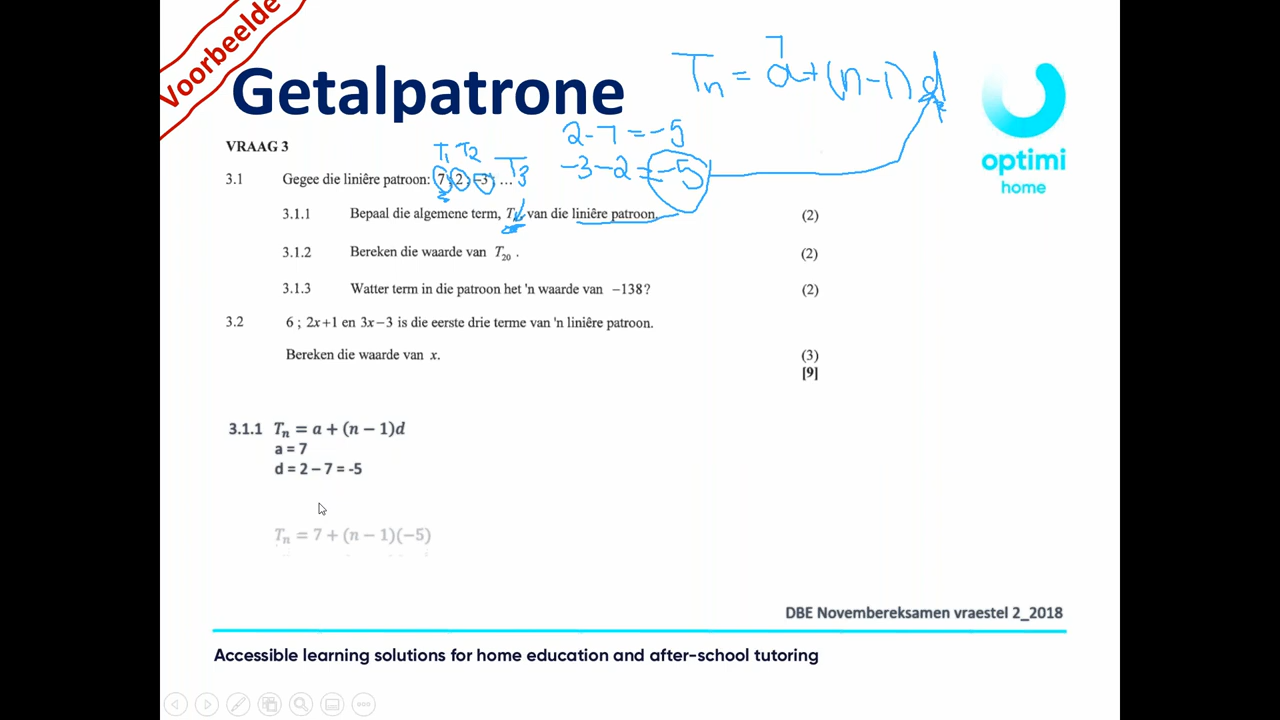 Voorbeelde
Getalpatrone
Tn = a + (n-1) d
7
optimi
home
2 - 7 = -5
-3 - 2 = -5
T1 T2 T3
VRAAG 3
3.1 Gegee die liniêre patroon: 7 ; 2 ; -3 ; ...
3.1.1 Bepaal die algemene term, T van die liniêre patroon. (2)
3.1.2 Bereken die waarde van T20 . (2)
3.1.3 Watter term in die patroon het 'n waarde van −138? (2)
3.2 6 ; 2x+1 en 3x−3 is die eerste drie terme van 'n liniêre patroon.
Bereken die waarde van x. (3)
[9]
3.1.1 Tn = a + (n − 1)d
a = 7
d = 2 – 7 = -5
Tn = 7 + (n − 1)(−5)
DBE Novembereksamen vraestel 2_2018
Accessible learning solutions for home education and after-school tutoring